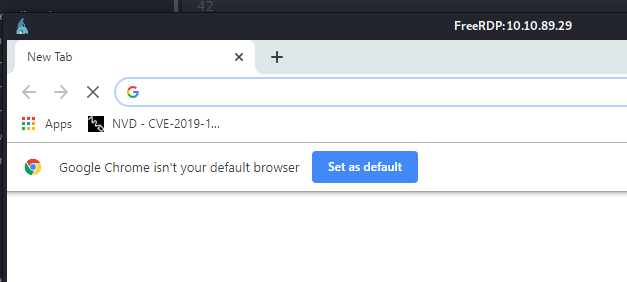 42
FreeRDP:10.10.89.29
New Tab
Apps NVD - CVE-2019-1...
Google Chrome isn't your default browser Set as default